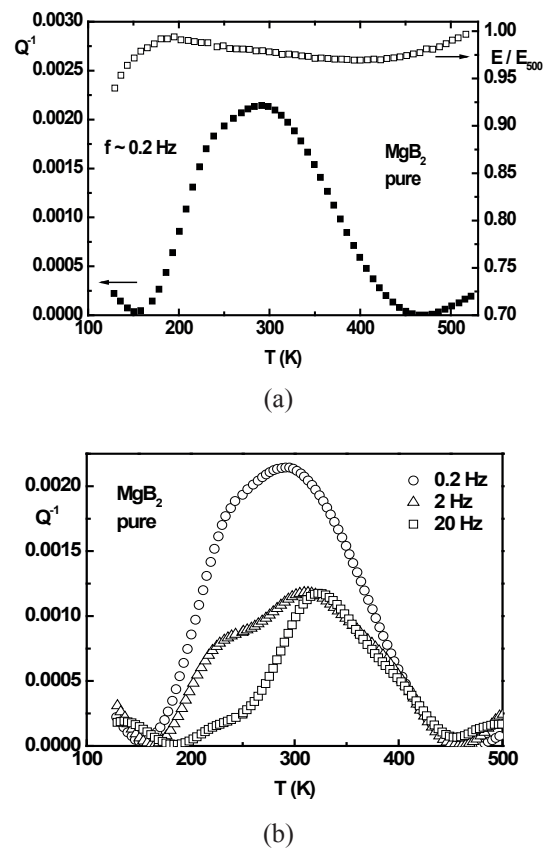 Q⁻¹
0.0030
0.0025
0.0020
0.0015
0.0010
0.0005
0.0000
f ~ 0.2 Hz
MgB₂
pure
1.00
0.95
0.90
0.85
0.80
0.75
0.70
E / E₅₀₀
100 200 300 400 500
T (K)
(a)
MgB₂
pure
Q⁻¹
0.0020
0.0015
0.0010
0.0005
0.0000
0.2 Hz
2 Hz
20 Hz
100 200 300 400 500
T (K)
(b)